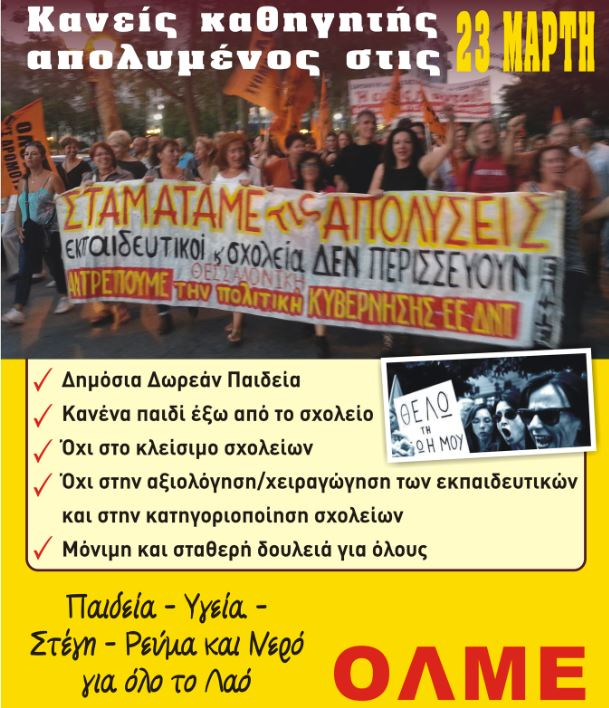 Κανείς καθηγητής
απολυμένος στις
23 ΜΑΡΤΗ
ΣΤΑΜΑΤΑΜΕ ΤΙΣ ΑΠΟΛΥΣΕΙΣ
ΕΚΠΑΙΔΕΥΤΙΚΟΙ κ ΣΧΟΛΕΙΑ ΔΕΝ ΠΕΡΙΣΣΕΥΟΥΝ
ΘΕΣΣΑΛΟΝΙΚΗ
ΑΝΤΡΕΠΟΥΜΕ ΤΗΝ ΠΟΛΙΤΙΚΗ ΚΥΒΕΡΝΗΣΗΣ-ΕΕ-ΔΝΤ
Δημόσια Δωρεάν Παιδεία
Κανένα παιδί έξω από το σχολείο
Όχι στο κλείσιμο σχολείων
Όχι στην αξιολόγηση/χειραγώγηση των εκπαιδευτικών
και στην κατηγοριοποίηση σχολείων
Μόνιμη και σταθερή δουλειά για όλους
ΘΕΛΩ
ΤΗ
ΖΩΗ ΜΟΥ
Παιδεία - Υγεία -
Στέγη - Ρεύμα και Νερό
για όλο το Λαό
ΟΛΜΕ